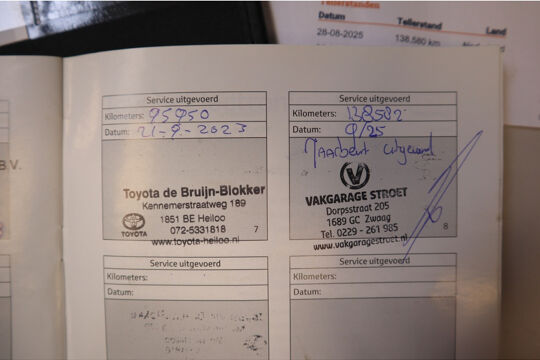 Tellerstanden
Datum Tellerstand Land
28-08-2025 138.580 km
B.V.
Service uitgevoerd
Kilometers: 95950
Datum: 21-9-2023
Toyota de Bruijn-Blokker
Kennemerstraatweg 189
1851 BE Heiloo
072-5331818
www.toyota-heiloo.nl
TOYOTA
7
Service uitgevoerd
Kilometers: 138582
Datum: 9/25
Jaarbeurt uitgevoerd
VAKGARAGE STROET
Dorpsstraat 205
1689 GC Zwaag
Tel. 0229 - 261 985
www.vakgaragestroet.nl
8
Service uitgevoerd
Kilometers:
Datum:
Service uitgevoerd
Kilometers:
Datum: